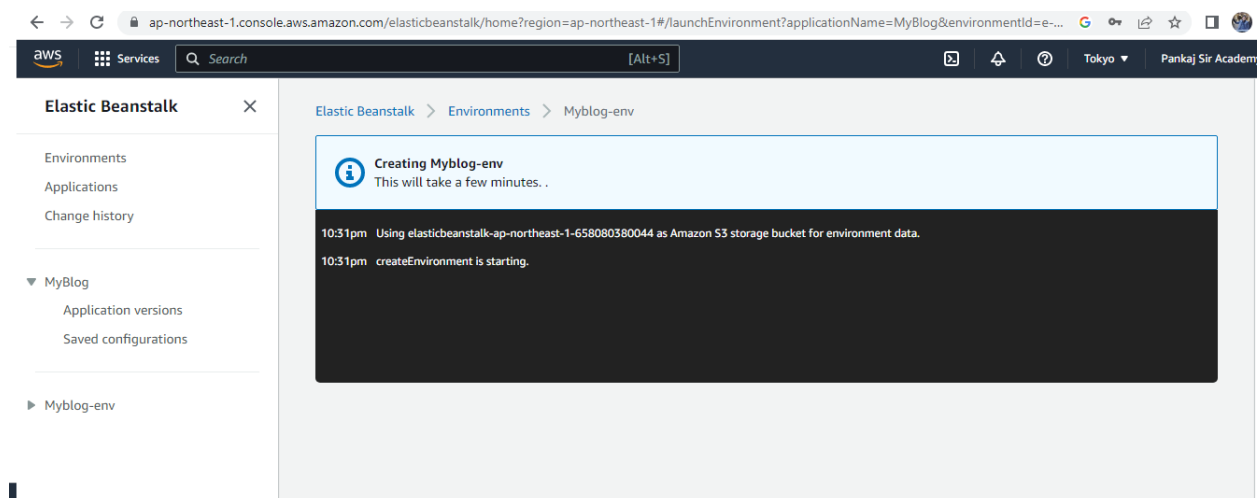 ap-northeast-1.console.aws.amazon.com/elasticbeanstalk/home?region=ap-northeast-1#/launchEnvironment?applicationName=MyBlog&environmentId=e-...
aws Services Search [Alt+S] Tokyo ▼ Pankaj Sir Academy
Elastic Beanstalk
Environments
Applications
Change history
MyBlog
Application versions
Saved configurations
Myblog-env
Elastic Beanstalk > Environments > Myblog-env
Creating Myblog-env
This will take a few minutes. .
10:31pm Using elasticbeanstalk-ap-northeast-1-658080380044 as Amazon S3 storage bucket for environment data.
10:31pm createEnvironment is starting.